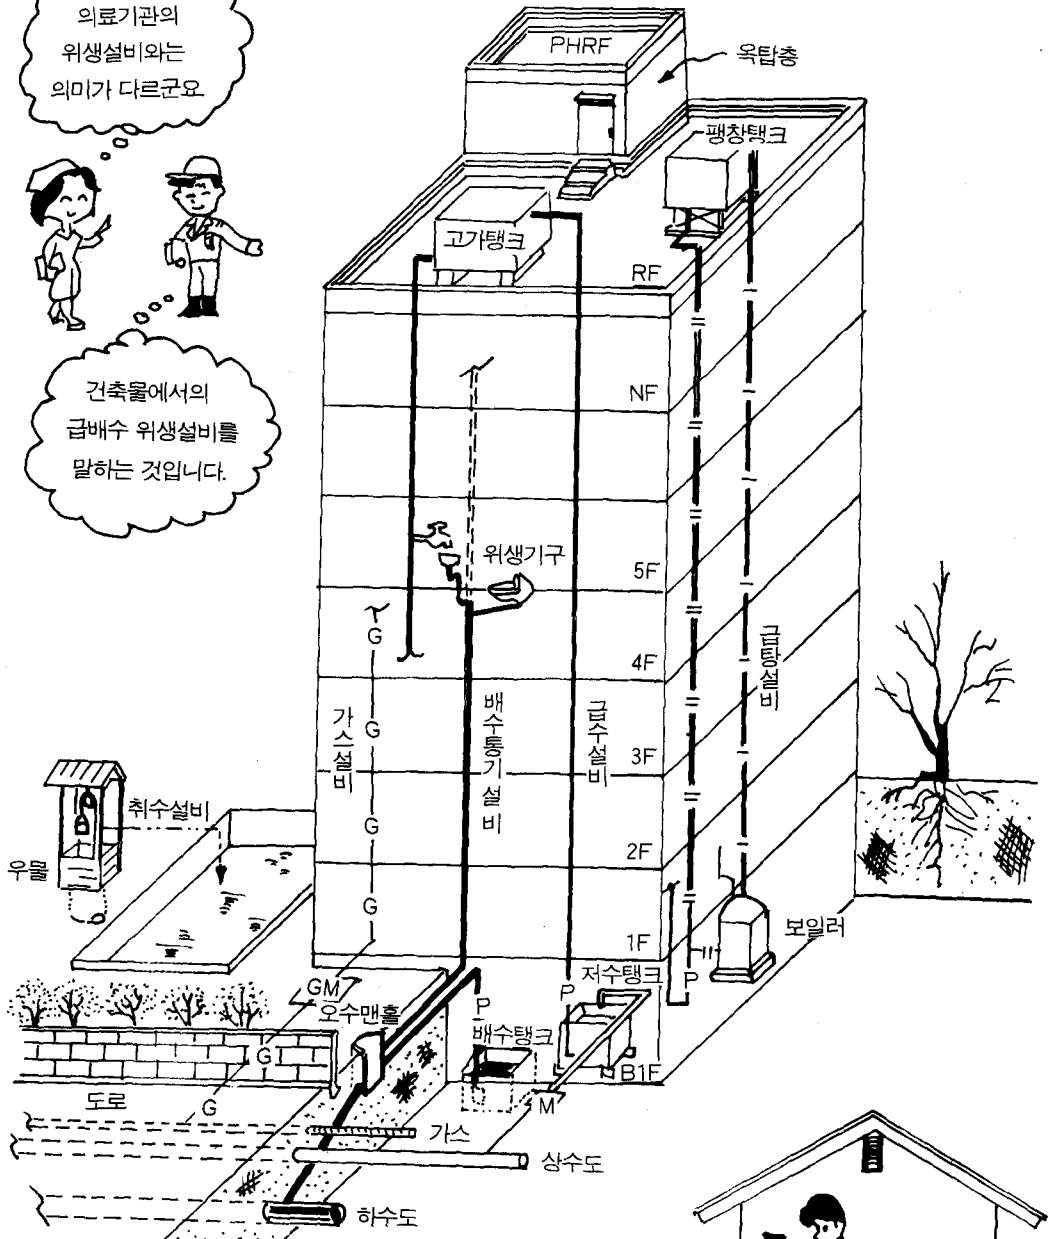 의료기관의
위생설비와는
의미가 다르군요
건축물에서의
급배수 위생설비를
말하는 것입니다.
PHRF
옥탑층
팽창탱크
고가탱크
RF
NF
위생기구
5F
4F
3F
2F
1F
B1F
G
G
G
G
가스설비
배수통기설비
급수설비
급탕설비
취수설비
우물
보일러
저수탱크
P
P
P
GM
오수맨홀
배수탱크
G
G
M
도로
가스
상수도
하수도